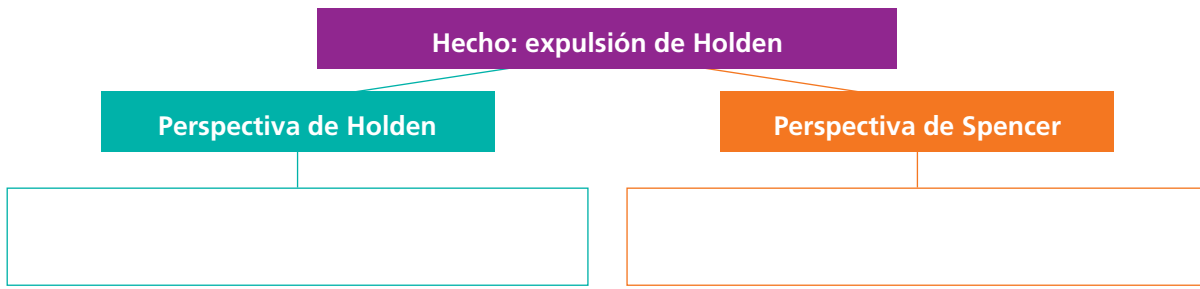 Hecho: expulsión de Holden
Perspectiva de Holden
Perspectiva de Spencer